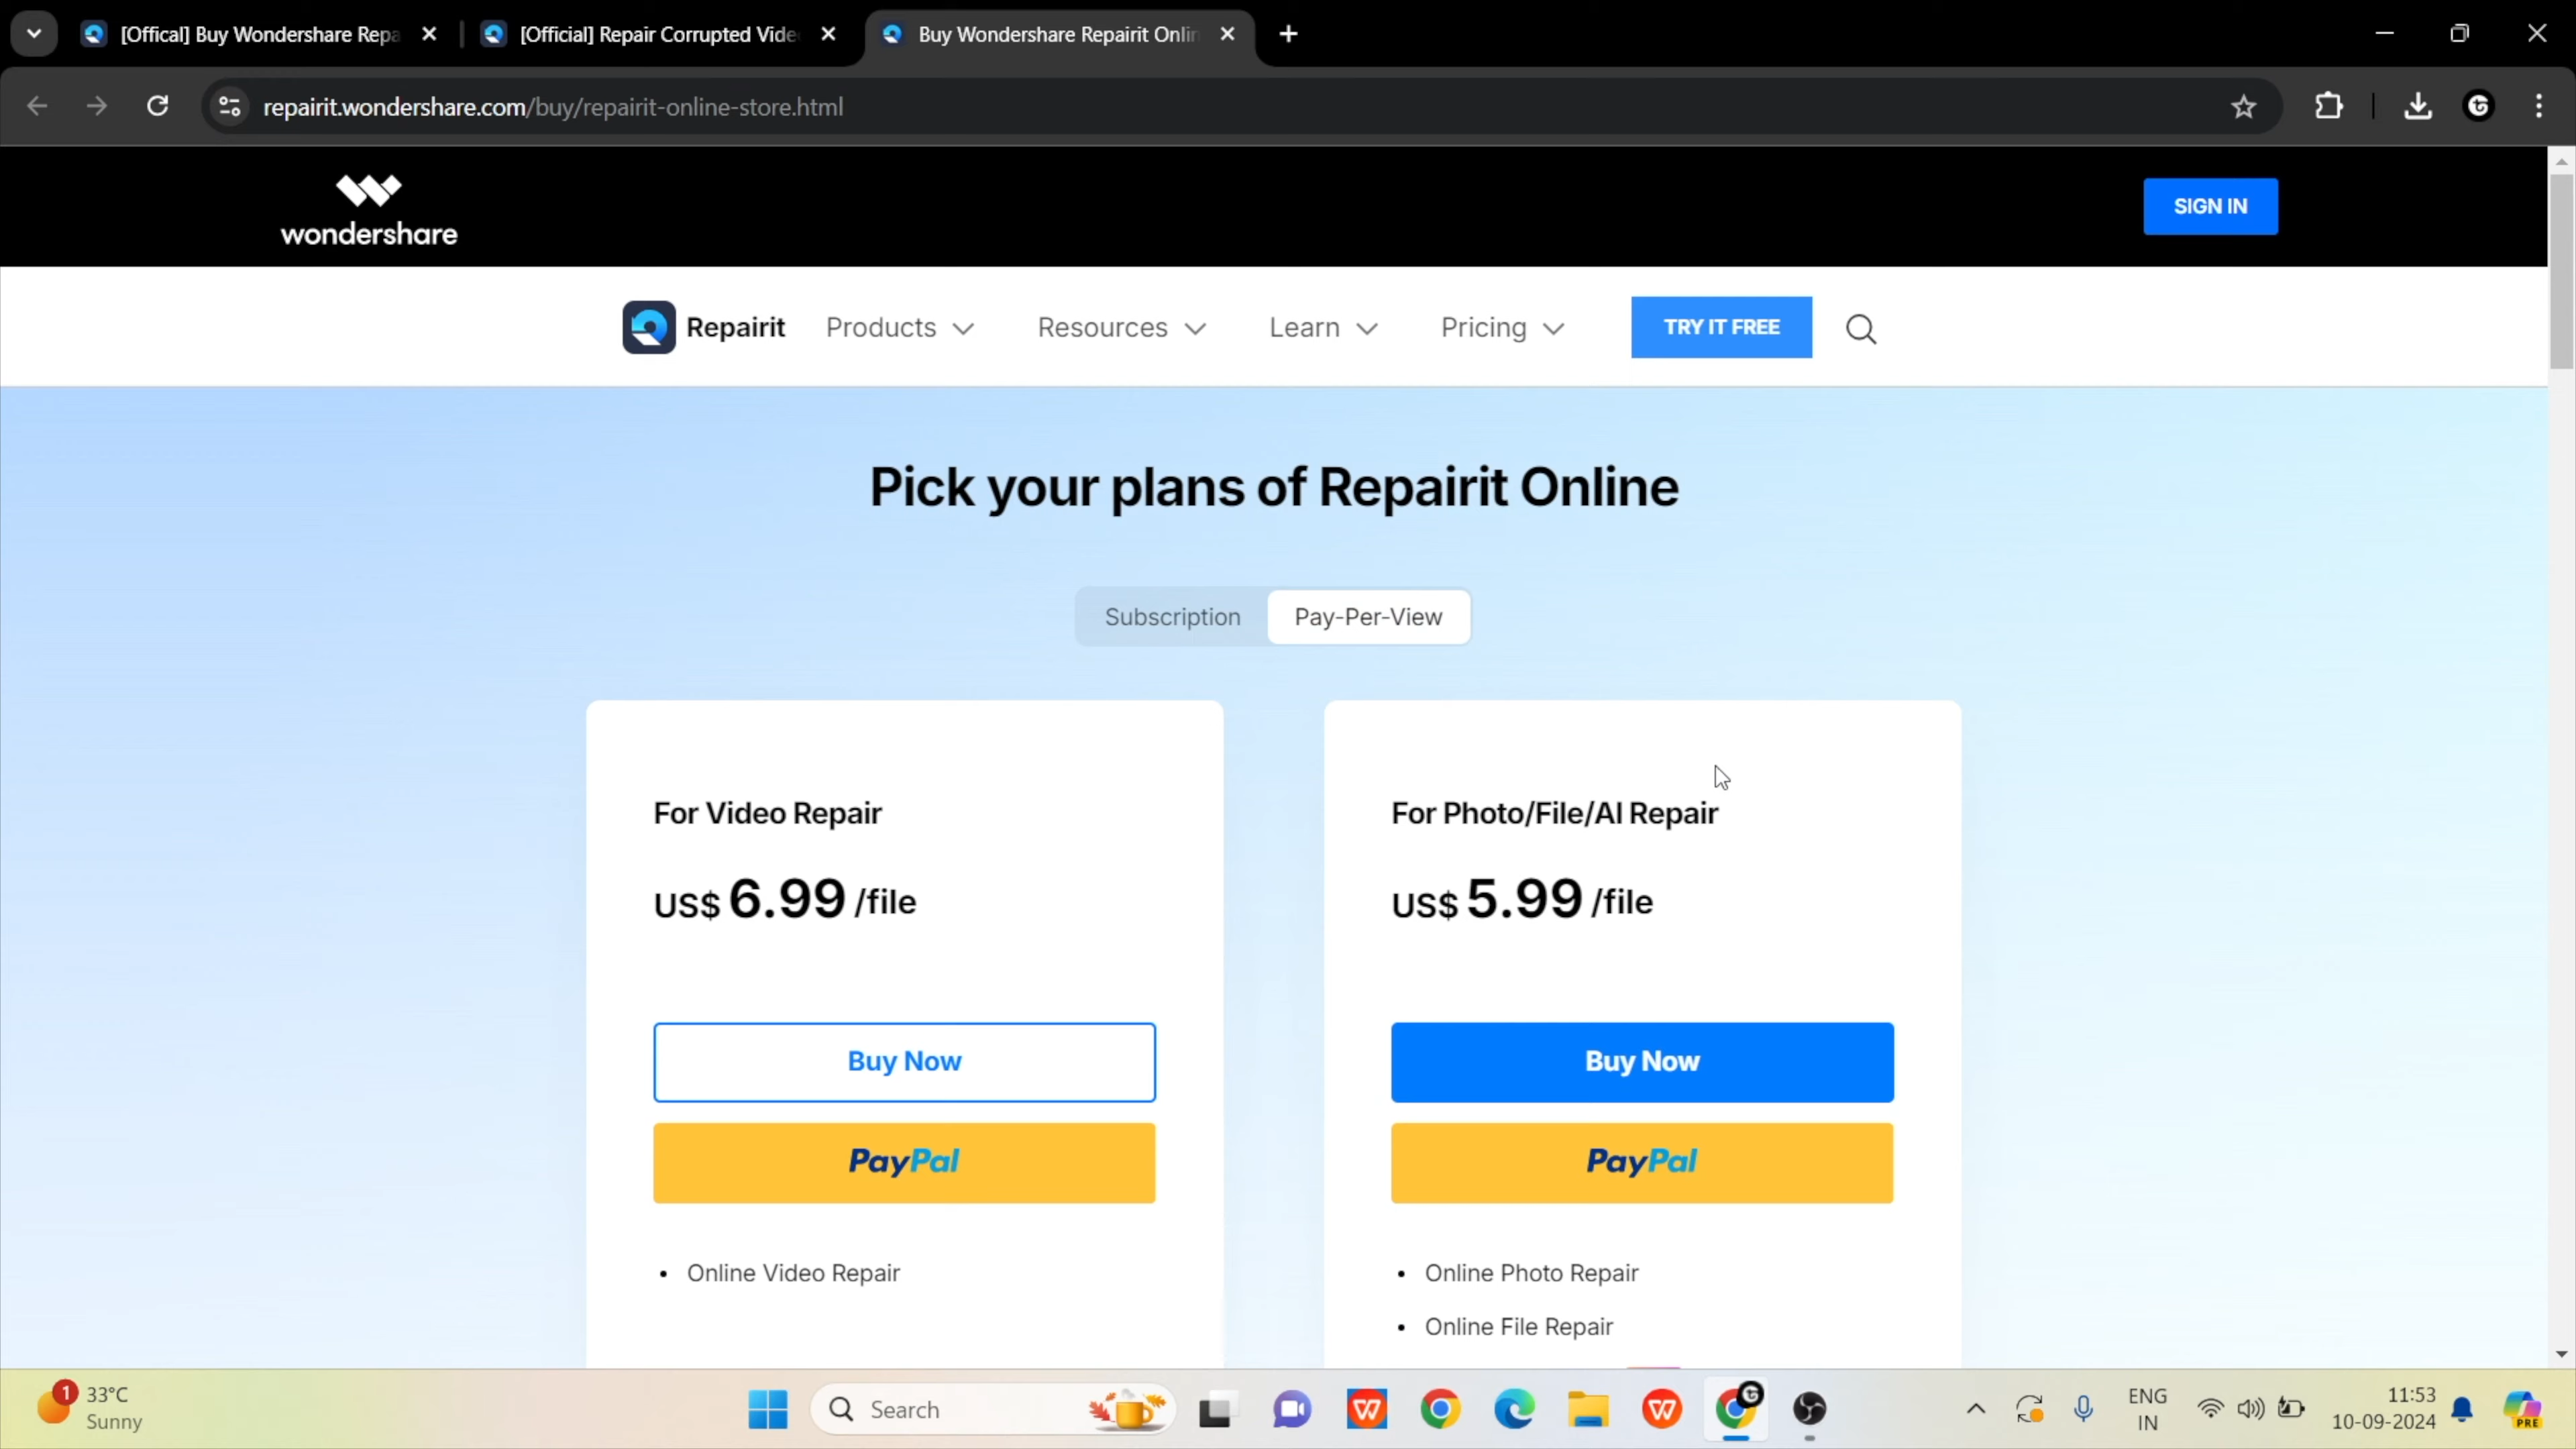 [Offical] Buy Wondershare Repa
[Official] Repair Corrupted Vide
Buy Wondershare Repairit Onlin
repairit.wondershare.com/buy/repairit-online-store.html
wondershare
SIGN IN
Repairit
Products
Resources
Learn
Pricing
TRY IT FREE
Pick your plans of Repairit Online
Subscription
Pay-Per-View
For Video Repair
US$ 6.99 /file
Buy Now
PayPal
• Online Video Repair
For Photo/File/AI Repair
US$ 5.99 /file
Buy Now
PayPal
• Online Photo Repair
• Online File Repair
1
33°C
Sunny
Search
ENG
IN
11:53
10-09-2024
PRE